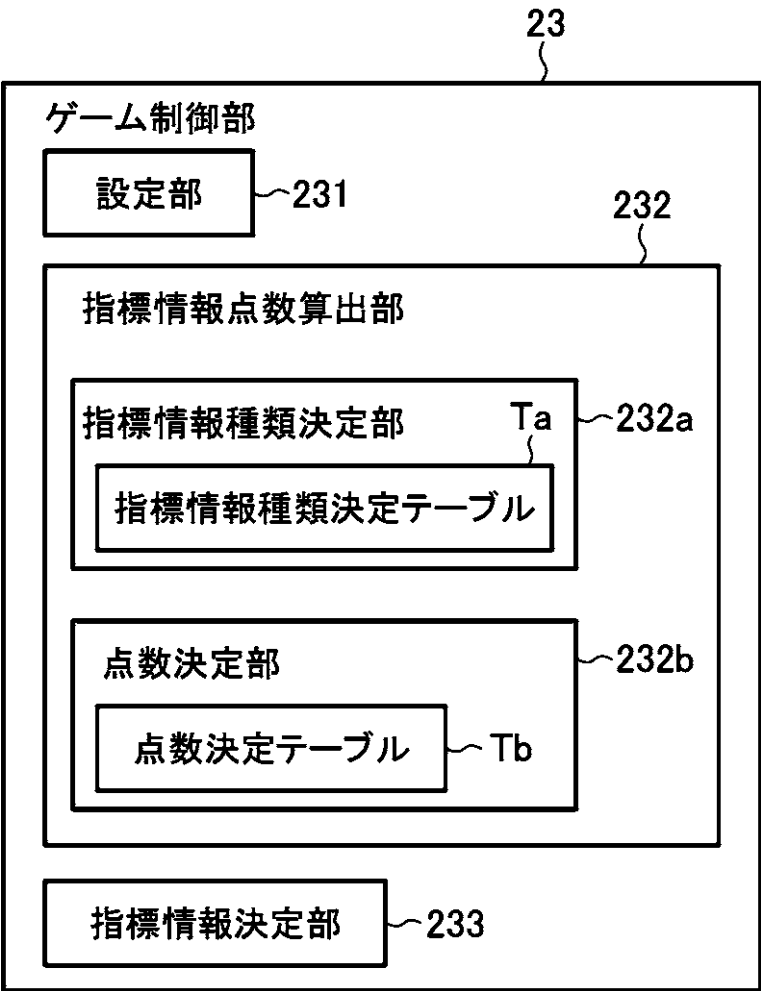 23
ゲーム制御部
設定部
231
232
指標情報点数算出部
指標情報種類決定部
Ta
232a
指標情報種類決定テーブル
点数決定部
232b
点数決定テーブル
Tb
指標情報決定部
233